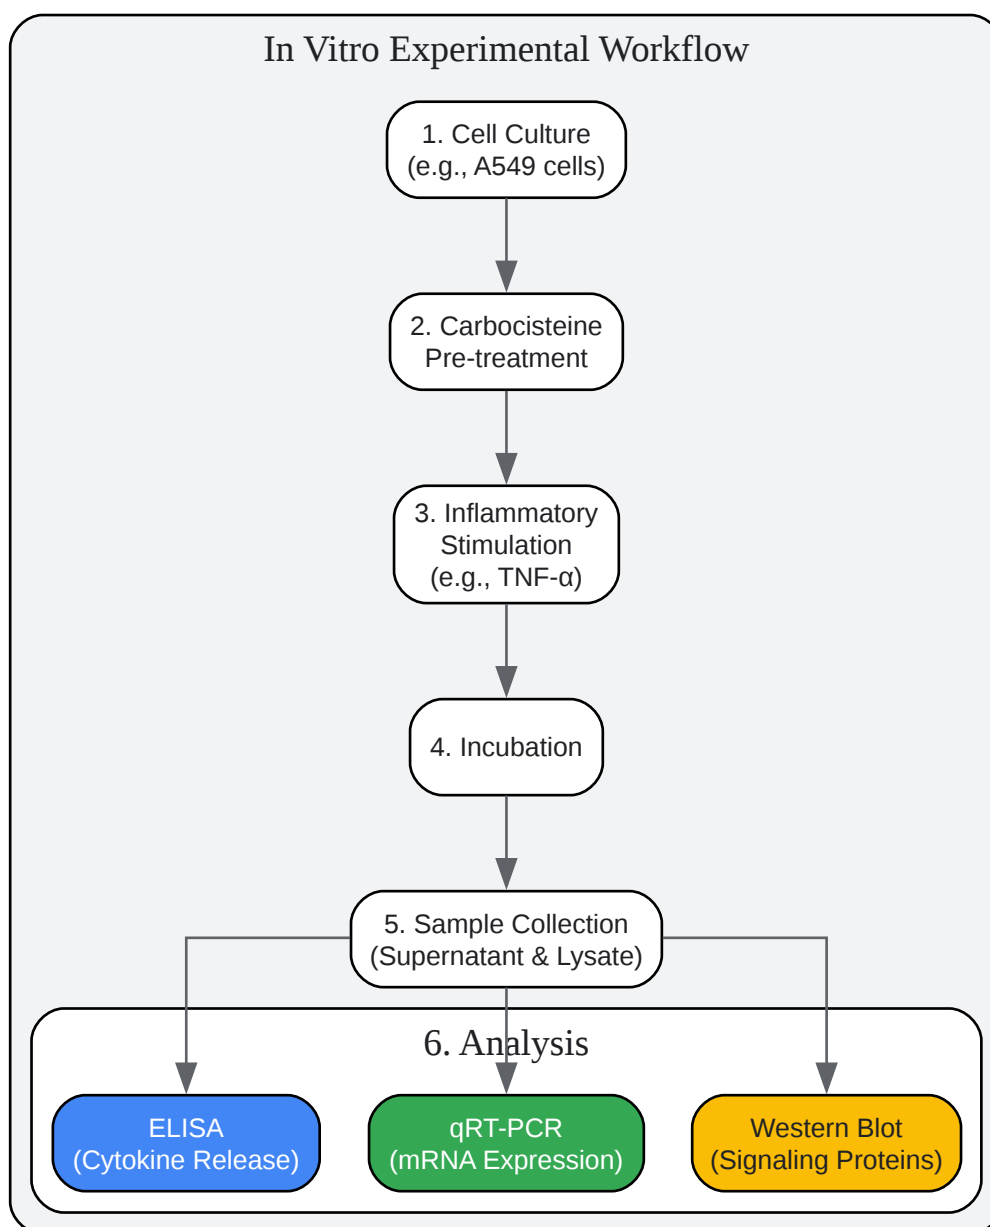 In Vitro Experimental Workflow
1. Cell Culture
(e.g., A549 cells)
2. Carbocisteine
Pre-treatment
3. Inflammatory
Stimulation
(e.g., TNF-α)
4. Incubation
5. Sample Collection
(Supernatant & Lysate)
6. Analysis
ELISA
(Cytokine Release)
qRT-PCR
(mRNA Expression)
Western Blot
(Signaling Proteins)